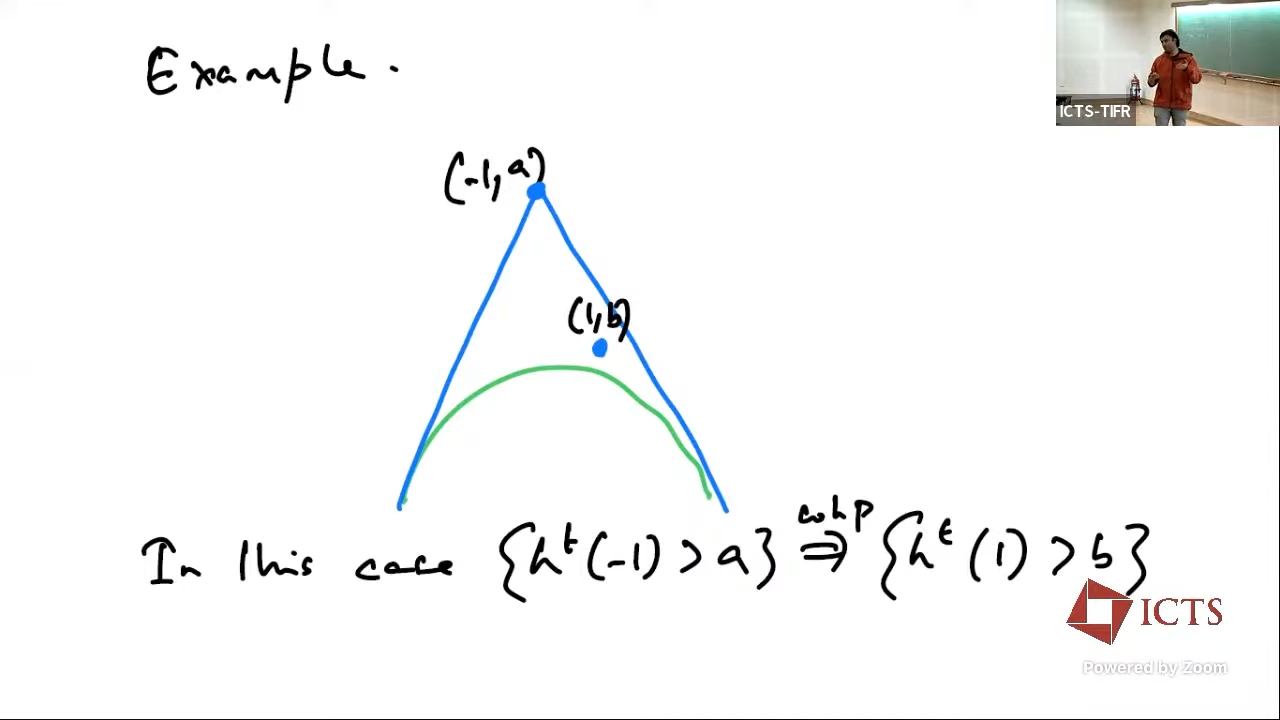 Example.
ICTS-TIFR
(-1, a)
(1, b)
In this case {h^t(-1) > a} ⇒ {h^t(1) > b}
whp
ICTS
Powered by Zoom